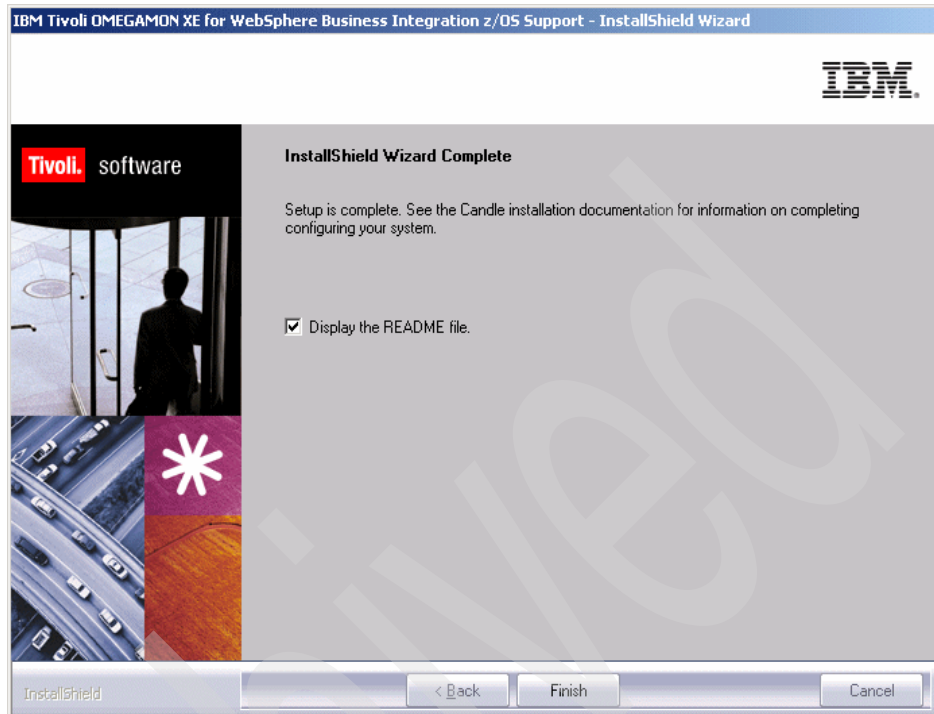 IBM Tivoli OMEGAMON XE for WebSphere Business Integration z/OS Support - InstallShield Wizard
IBM.
Tivoli. software
InstallShield Wizard Complete
Setup is complete. See the Candle installation documentation for information on completing
configuring your system.
Display the README file.
InstallShield
< Back
Finish
Cancel